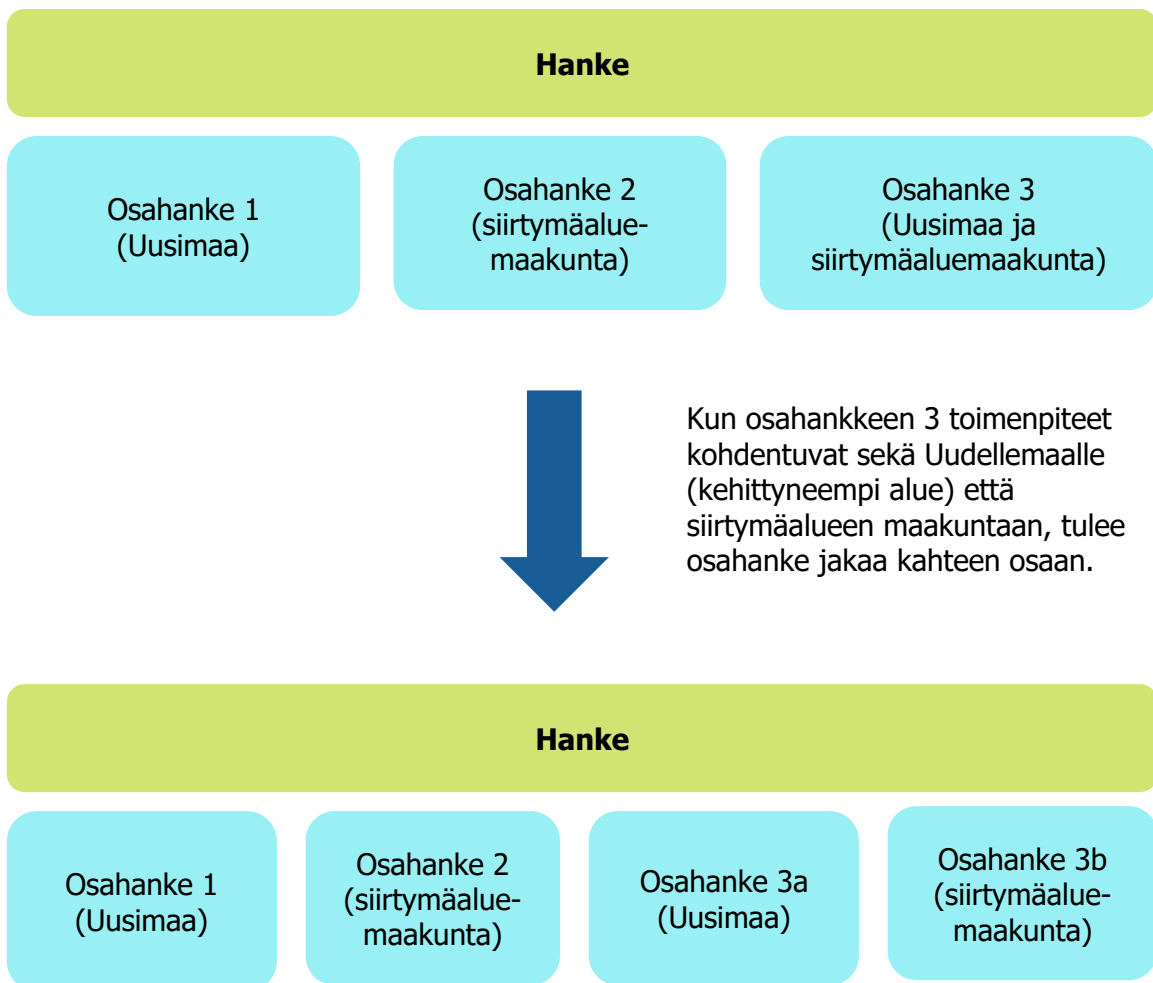 Hanke
Osahanke 1
(Uusimaa)
Osahanke 2
(siirtymäalue-
maakunta)
Osahanke 3
(Uusimaa ja
siirtymäaluemaakunta)
Kun osahankkeen 3 toimenpiteet
kohdentuvat sekä Uudellemaalle
(kehittyneempi alue) että
siirtymäalueen maakuntaan, tulee
osahanke jakaa kahteen osaan.
Hanke
Osahanke 1
(Uusimaa)
Osahanke 2
(siirtymäalue-
maakunta)
Osahanke 3a
(Uusimaa)
Osahanke 3b
(siirtymäalue-
maakunta)